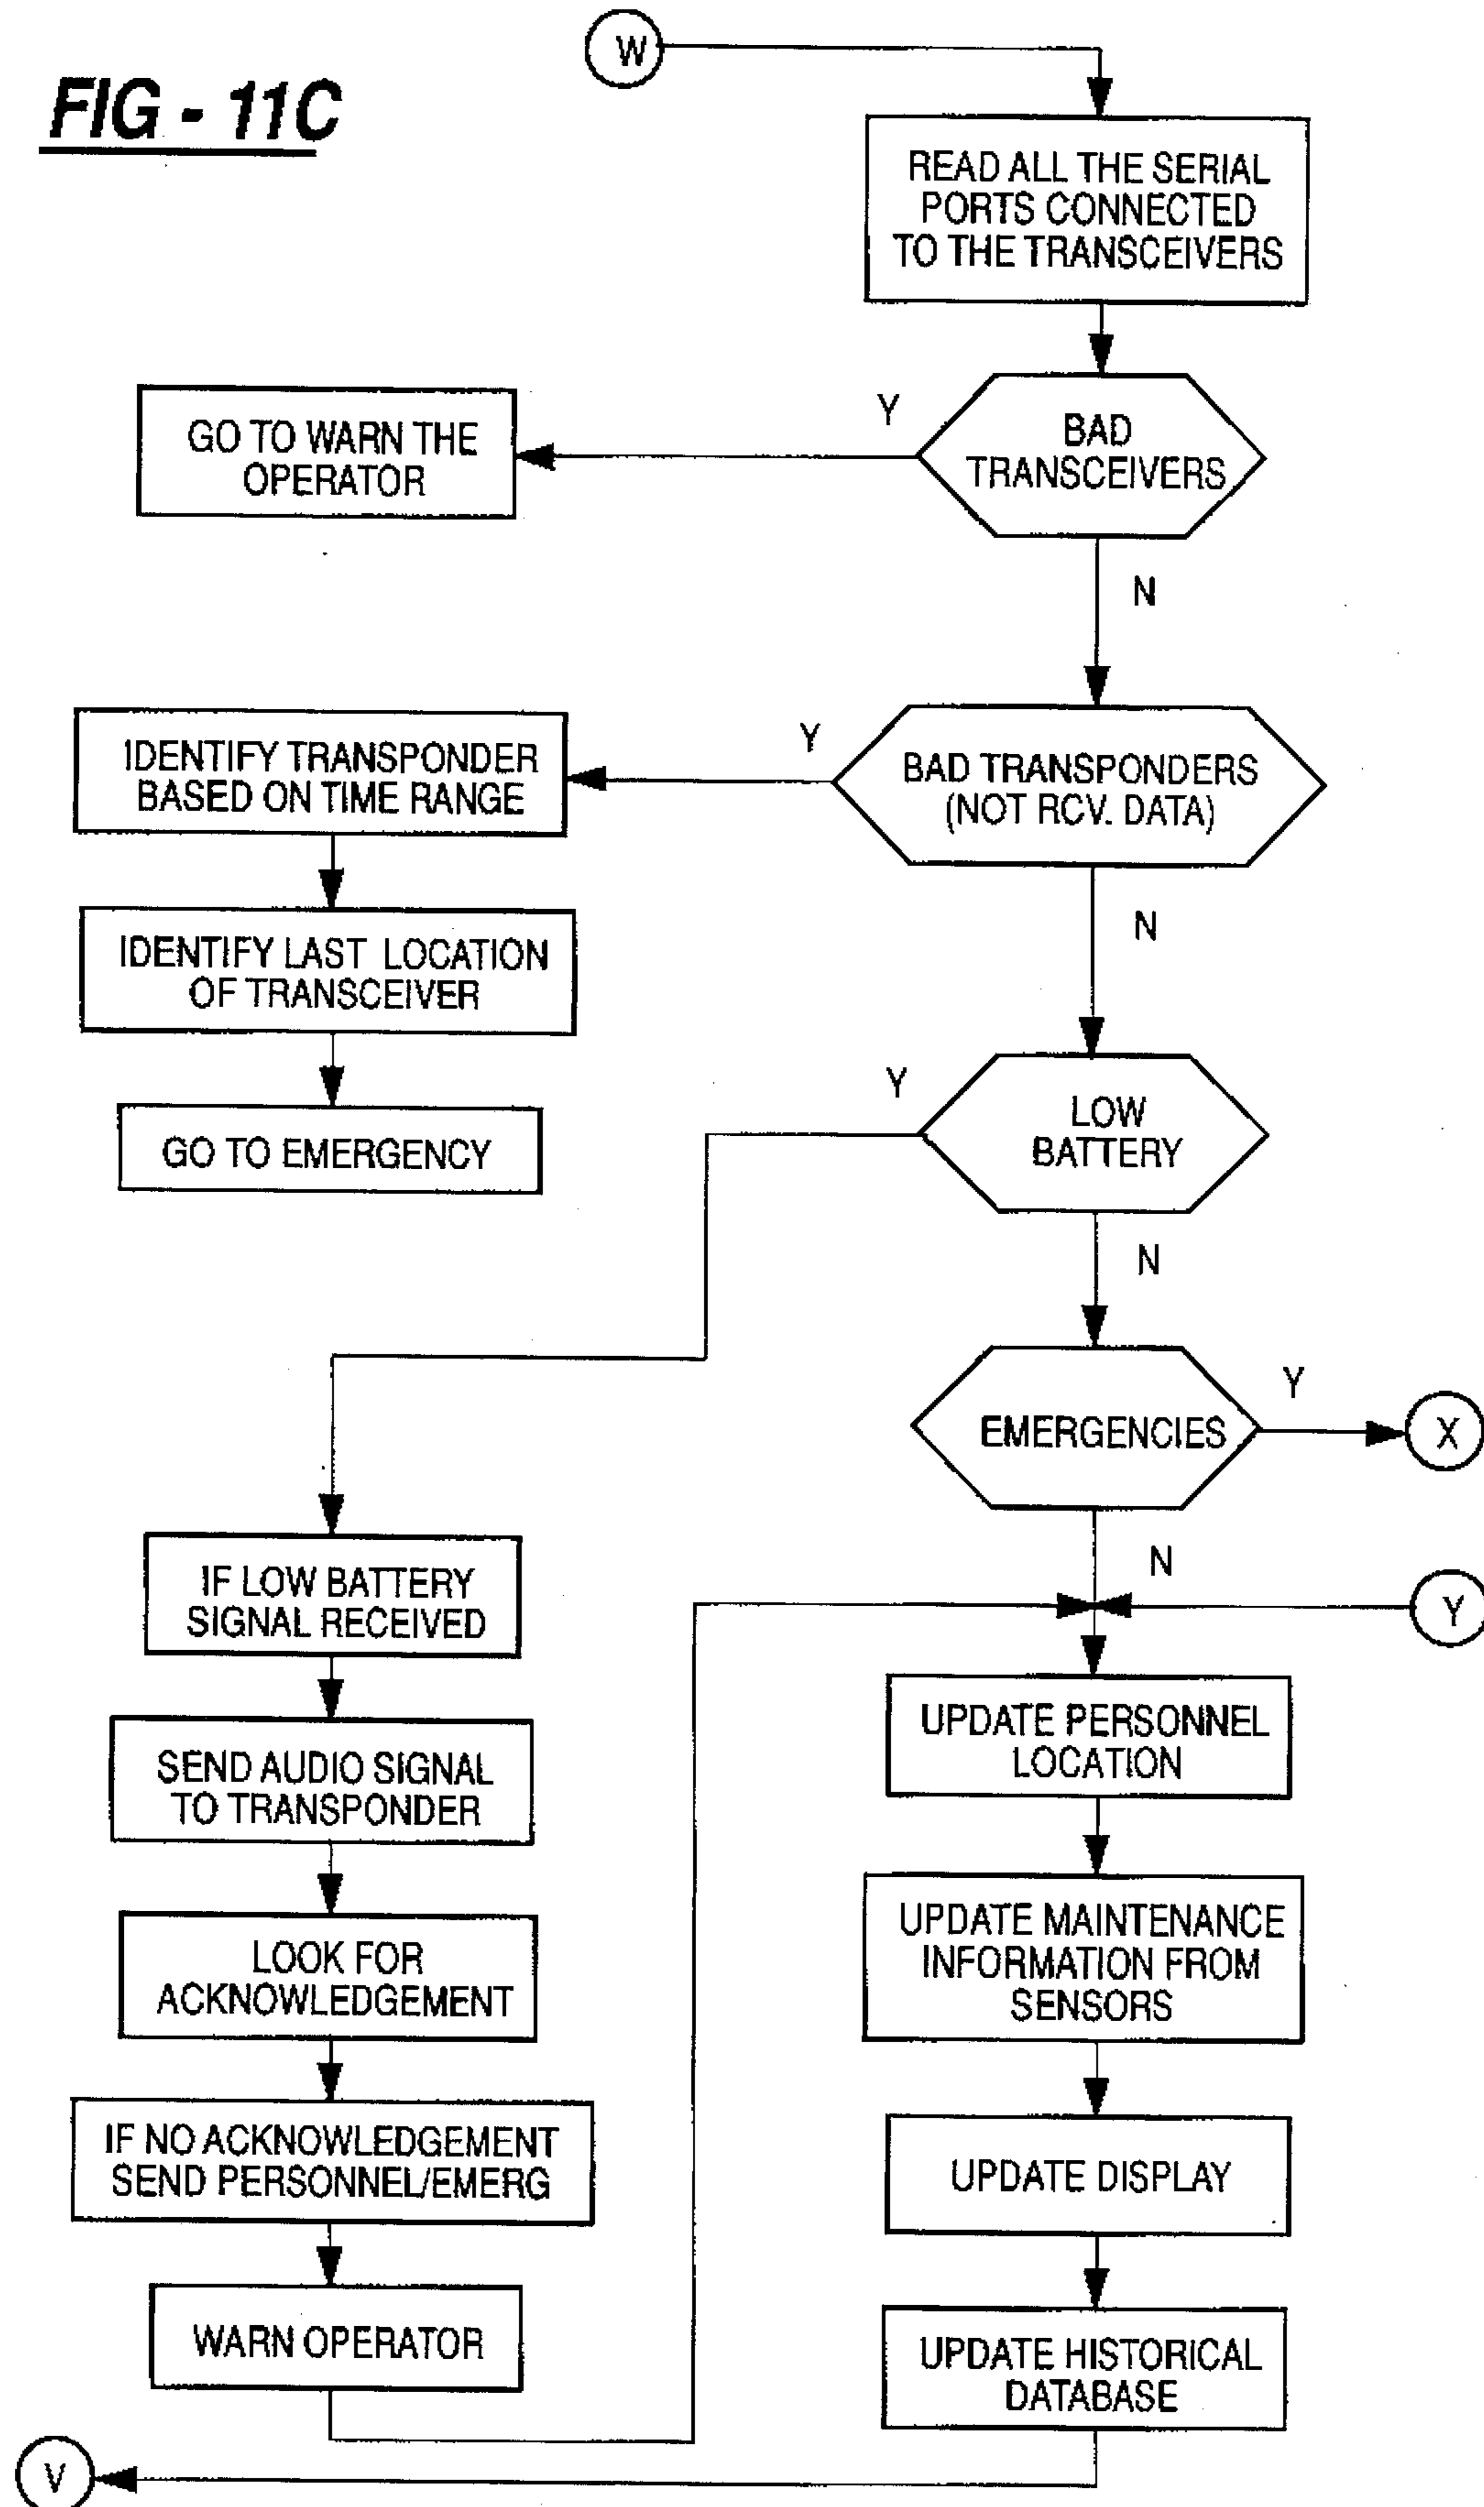 FIG - 11C
W
READ ALL THE SERIAL
PORTS CONNECTED
TO THE TRANSCEIVERS
Y
BAD
TRANSCEIVERS
GO TO WARN THE
OPERATOR
N
Y
BAD TRANSPONDERS
(NOT RCV. DATA)
IDENTIFY TRANSPONDER
BASED ON TIME RANGE
IDENTIFY LAST LOCATION
OF TRANSCEIVER
GO TO EMERGENCY
N
Y
LOW
BATTERY
N
EMERGENCIES
Y
X
N
Y
IF LOW BATTERY
SIGNAL RECEIVED
SEND AUDIO SIGNAL
TO TRANSPONDER
LOOK FOR
ACKNOWLEDGEMENT
IF NO ACKNOWLEDGEMENT
SEND PERSONNEL/EMERG
WARN OPERATOR
UPDATE PERSONNEL
LOCATION
UPDATE MAINTENANCE
INFORMATION FROM
SENSORS
UPDATE DISPLAY
UPDATE HISTORICAL
DATABASE
V